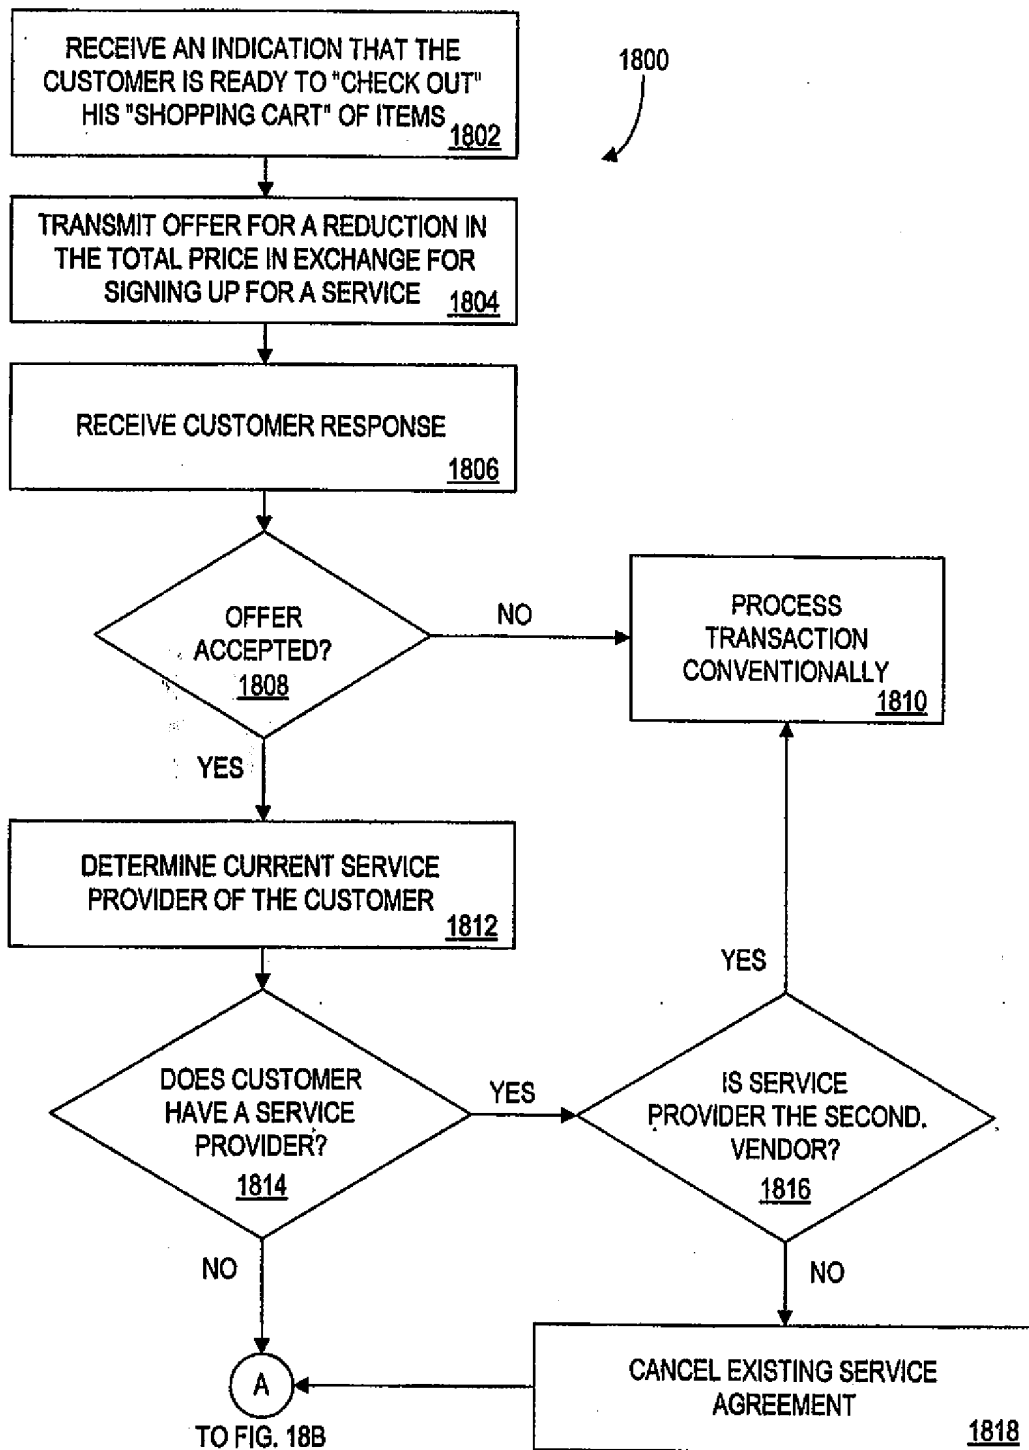 RECEIVE AN INDICATION THAT THE
CUSTOMER IS READY TO "CHECK OUT"
HIS "SHOPPING CART" OF ITEMS
1802
1800
TRANSMIT OFFER FOR A REDUCTION IN
THE TOTAL PRICE IN EXCHANGE FOR
SIGNING UP FOR A SERVICE
1804
RECEIVE CUSTOMER RESPONSE
1806
OFFER
ACCEPTED?
1808
NO
PROCESS
TRANSACTION
CONVENTIONALLY
1810
YES
DETERMINE CURRENT SERVICE
PROVIDER OF THE CUSTOMER
1812
YES
DOES CUSTOMER
HAVE A SERVICE
PROVIDER?
1814
YES
IS SERVICE
PROVIDER THE SECOND.
VENDOR?
1816
NO
NO
CANCEL EXISTING SERVICE
AGREEMENT
1818
A
TO FIG. 18B